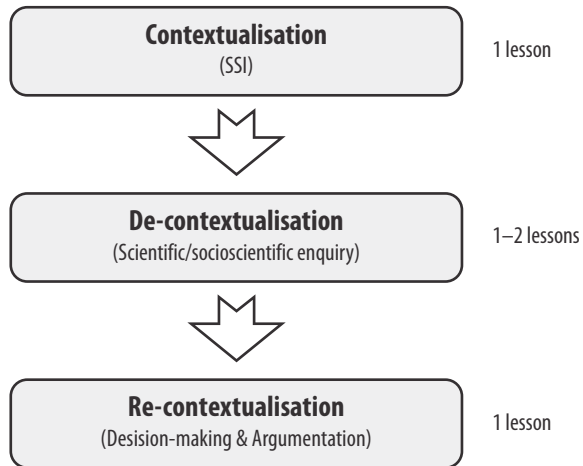 Contextualisation
(SSI)
1 lesson
De-contextualisation
(Scientific/socioscientific enquiry)
1–2 lessons
Re-contextualisation
(Desision-making & Argumentation)
1 lesson